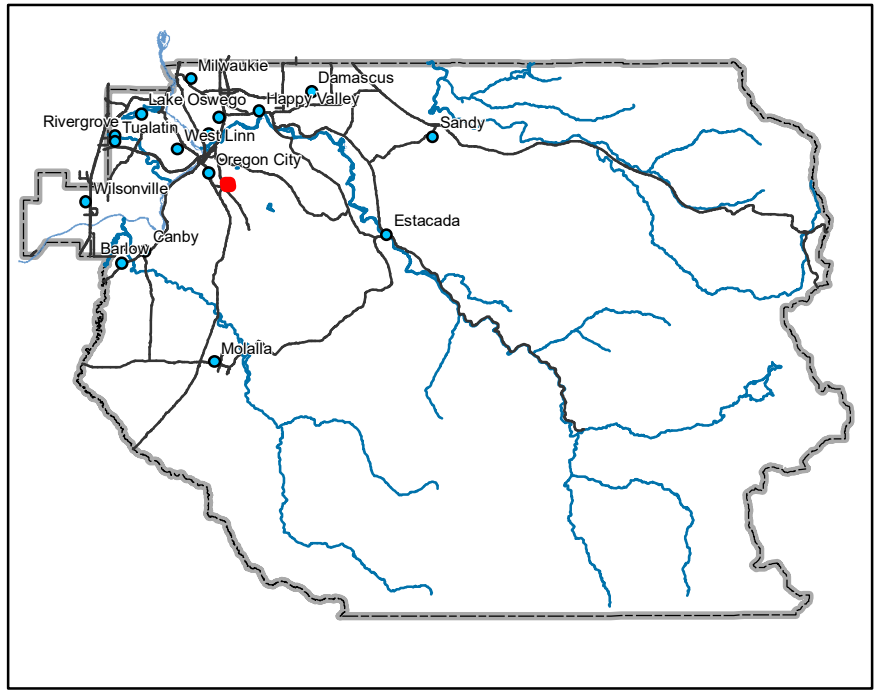 Milwaukie
Damascus
Lake Oswego
Happy Valley
Rivergrove
Tualatin
Sandy
West Linn
Oregon City
Wilsonville
Estacada
Canby
Barlow
Molalla